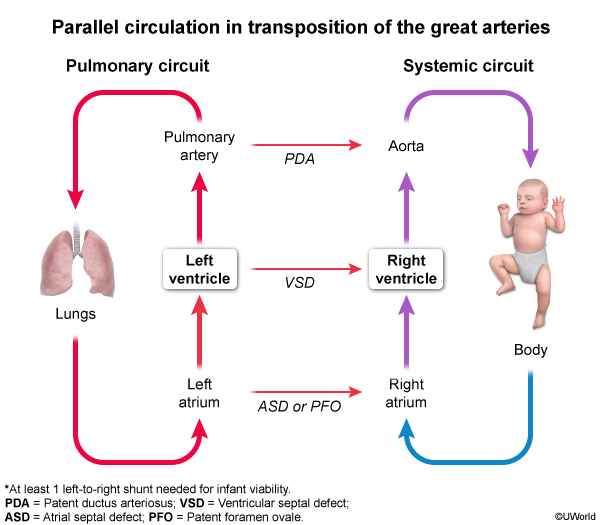 Parallel circulation in transposition of the great arteries
Pulmonary circuit
Systemic circuit
Pulmonary
artery
PDA
Aorta
Left
ventricle
VSD
Right
ventricle
Lungs
Body
Left
atrium
ASD or PFO
Right
atrium
*At least 1 left-to-right shunt needed for infant viability.
PDA = Patent ductus arteriosus; VSD = Ventricular septal defect;
ASD = Atrial septal defect; PFO = Patent foramen ovale.
©UWorld